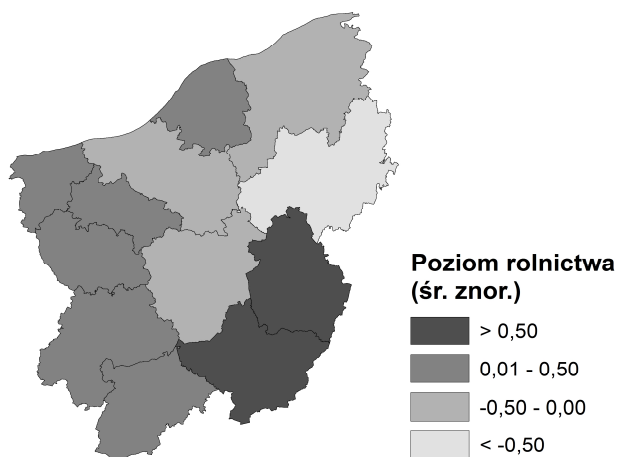 Poziom rolnictwa
(śr. znor.)
> 0,50
0,01 - 0,50
-0,50 - 0,00
< -0,50